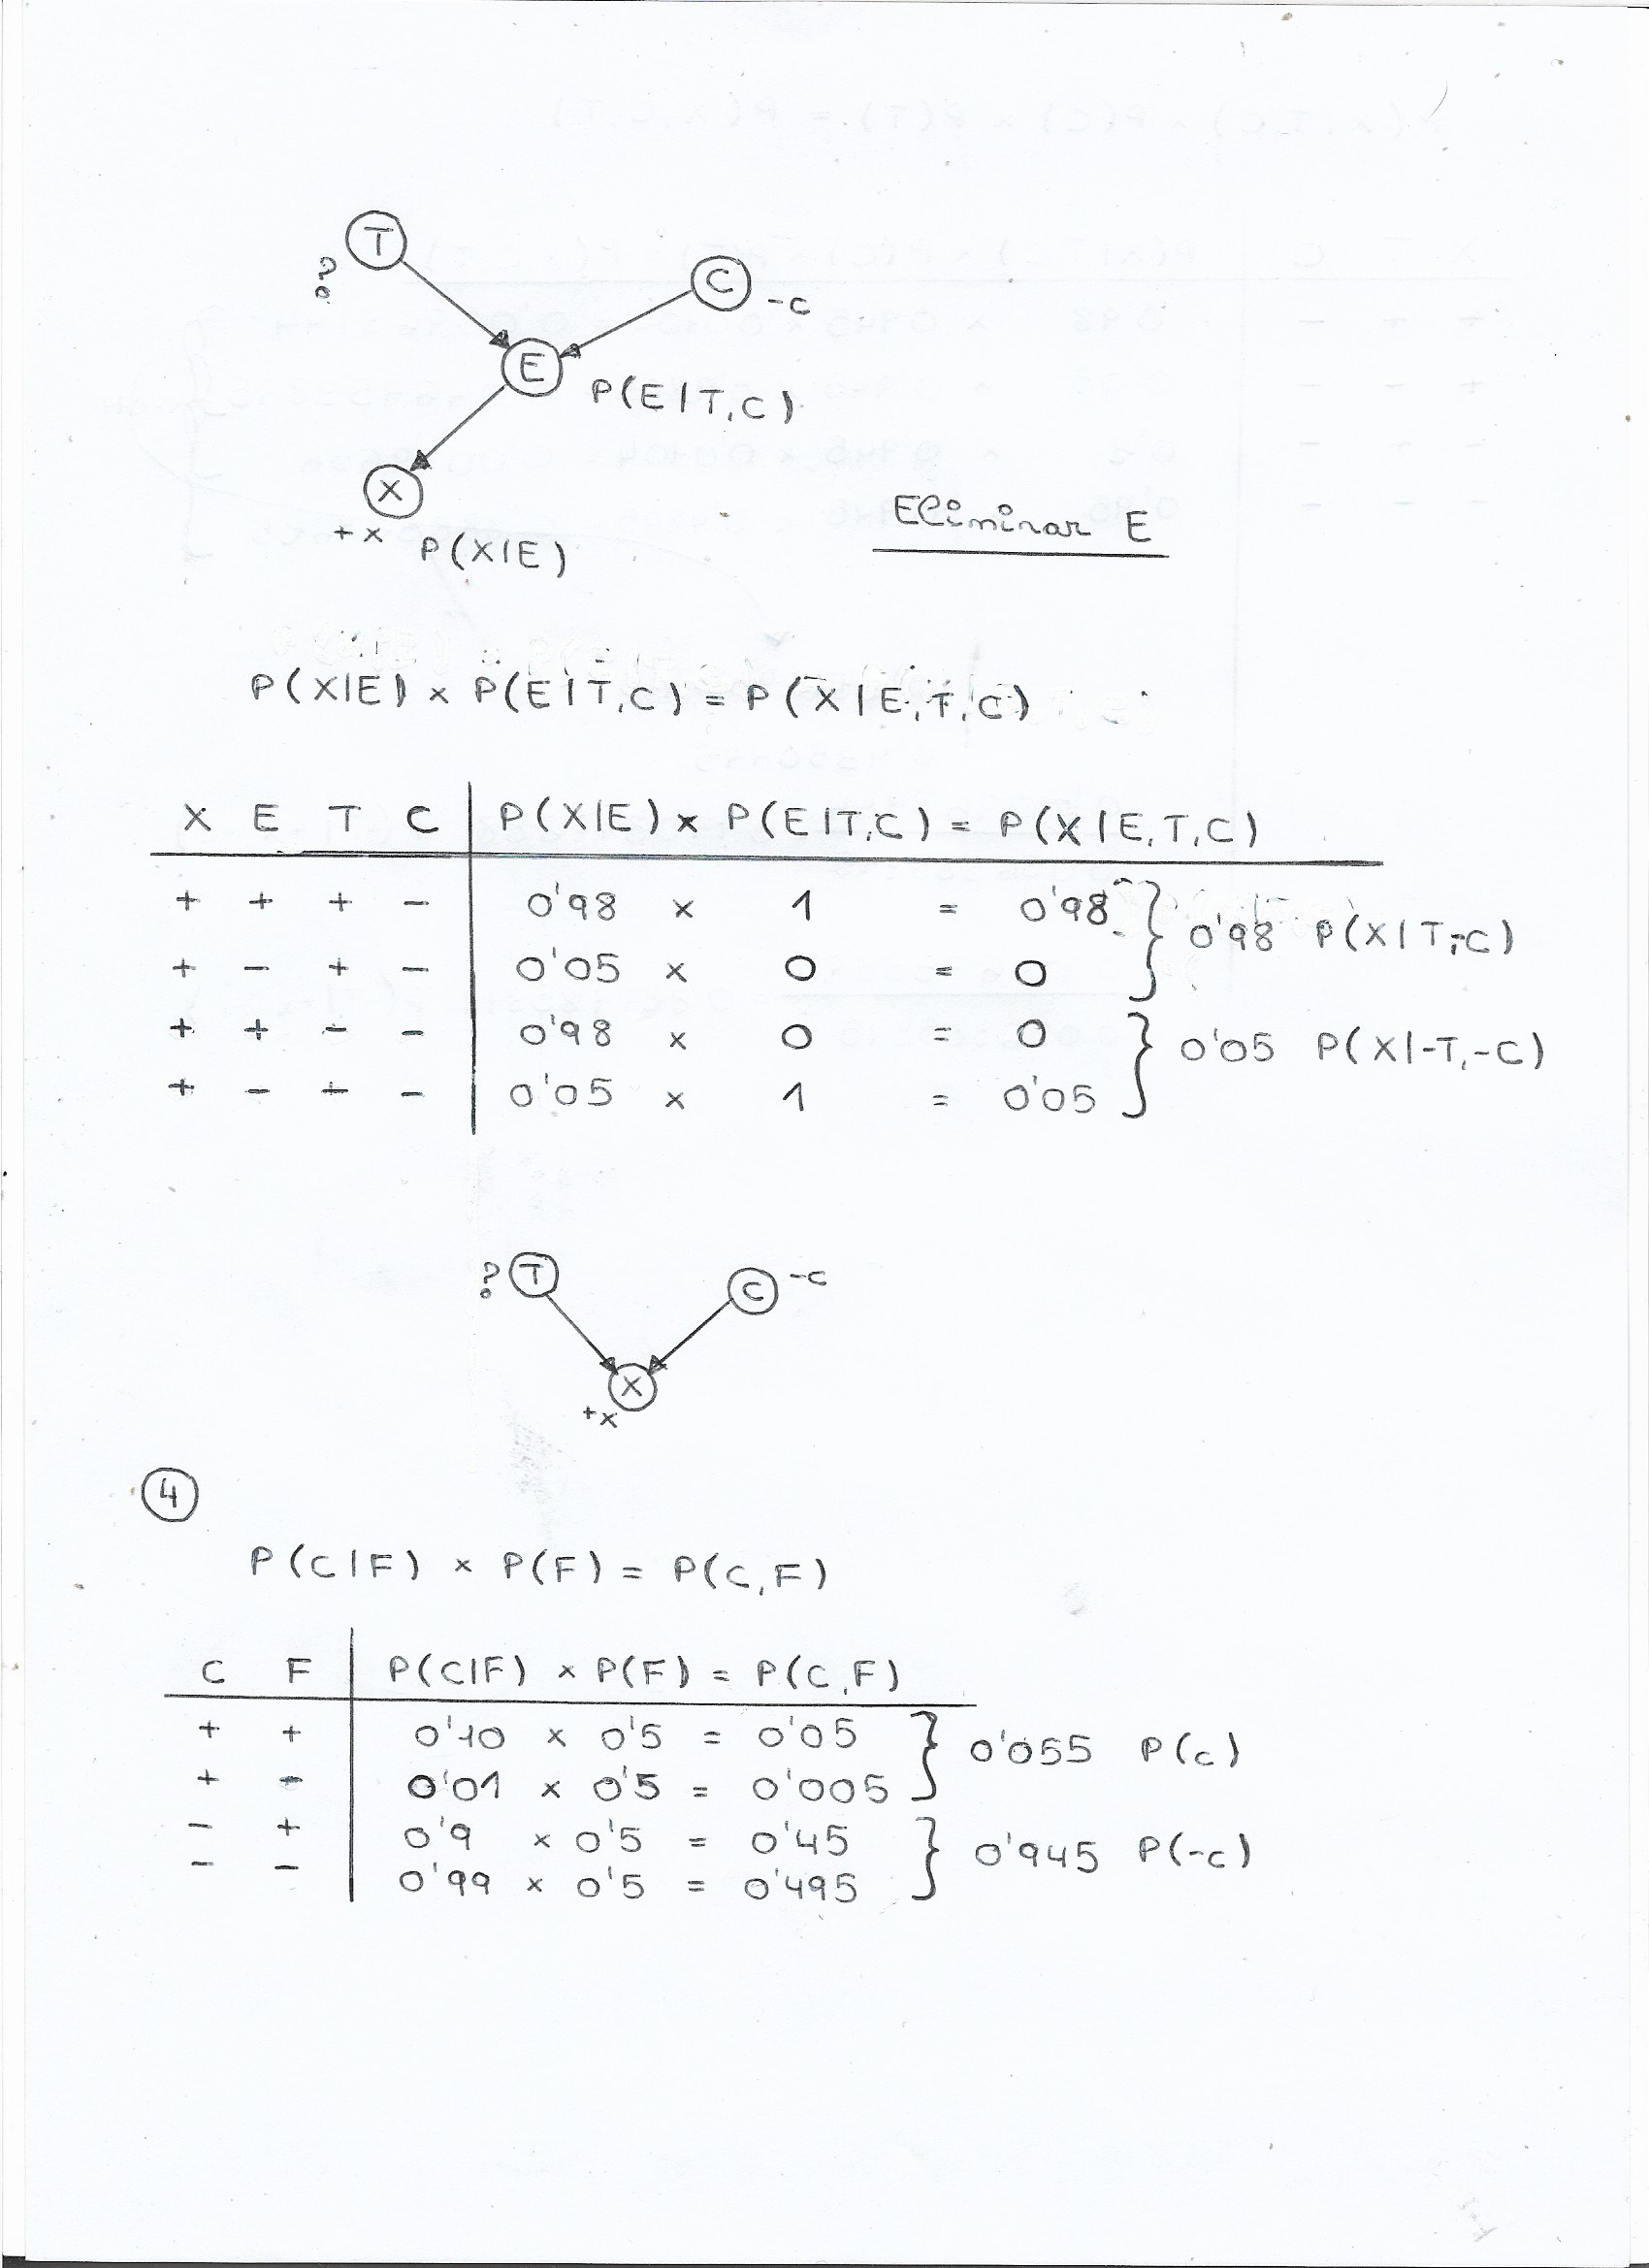 T
?
C
-c
E
P(E|T,C)
X
+x P(X|E)
Eliminar E
P(X|E) x P(E|T,C) = P(X|E,T,C)
X E T C P(X|E) x P(E|T,C) = P(X|E,T,C)
+ + + - 0'98 x 1 = 0'98
0'98 P(X|T,-C)
+ - + - 0'05 x 0 = 0
+ + - - 0'98 x 0 = 0
0'05 P(X|-T,-C)
+ - - - 0'05 x 1 = 0'05
? T
C -c
X
+x
4
P(C|F) x P(F) = P(C,F)
C F P(C|F) x P(F) = P(C,F)
+ + 0'10 x 0'5 = 0'05
0'055 P(c)
+ - 0'01 x 0'5 = 0'005
- + 0'9 x 0'5 = 0'45
0'945 P(-c)
- - 0'99 x 0'5 = 0'495